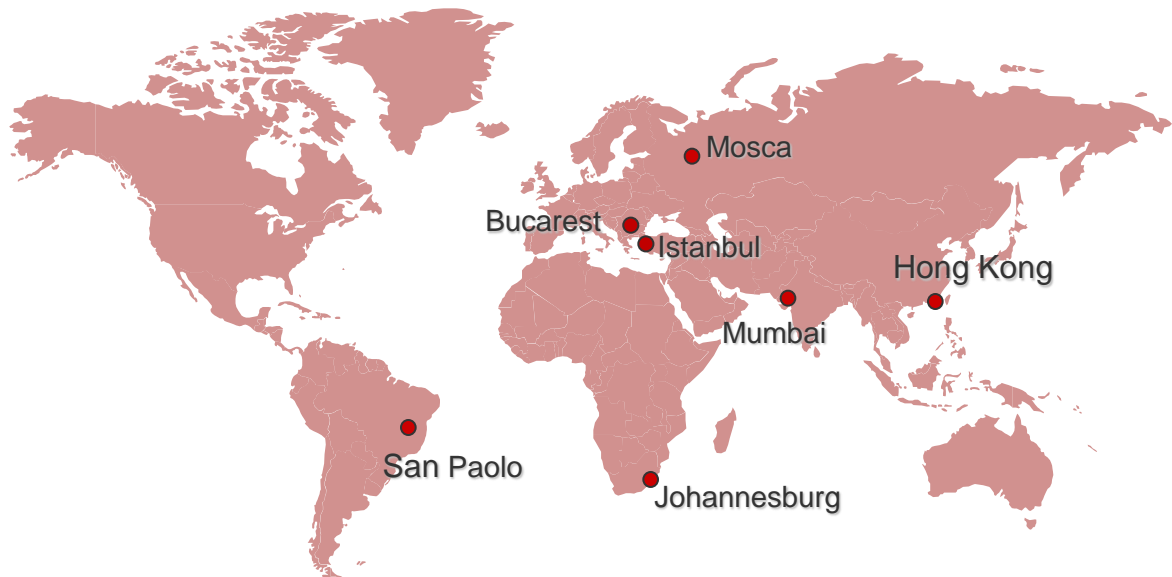 Mosca
Bucarest
Istanbul
Hong Kong
Mumbai
San Paolo
Johannesburg